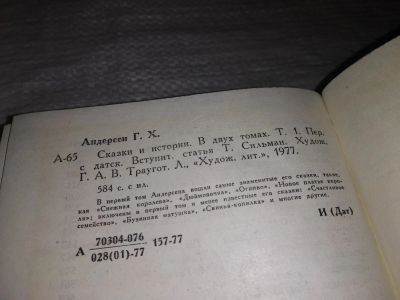 Андерсен Г. Х.
А-65 Сказки и истории. В двух томах. Т. 1. Пер.
с датск. Вступит. статья Т. Сильман. Худож.
Г. А. В. Траугот. Л., «Худож. лит.», 1977.
584 с. с ил.
В первый том Андерсена вошли самые знаменитые его сказки, такие,
как «Снежная королева», «Дюймовочка», «Огниво», «Новое платье коро-
ля»; включены в первый том и менее известные его сказки: «Счастливое
семейство», «Бузинная матушка», «Свинья-копилка» и многие другие.
А 70304-076
028(01)-77 157-77
И (Дат)